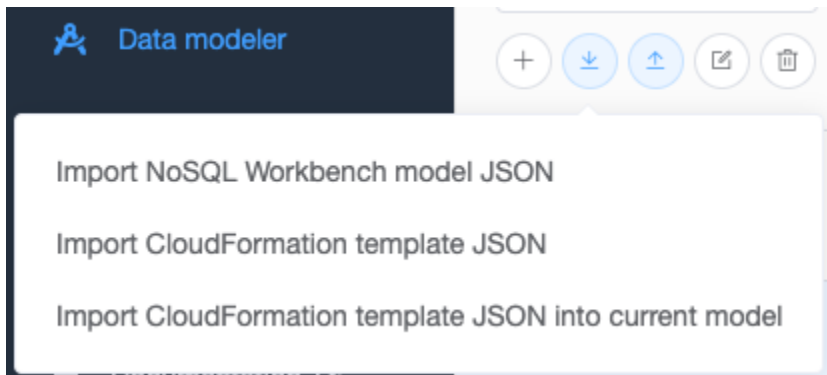 Data modeler
Import NoSQL Workbench model JSON
Import CloudFormation template JSON
Import CloudFormation template JSON into current model